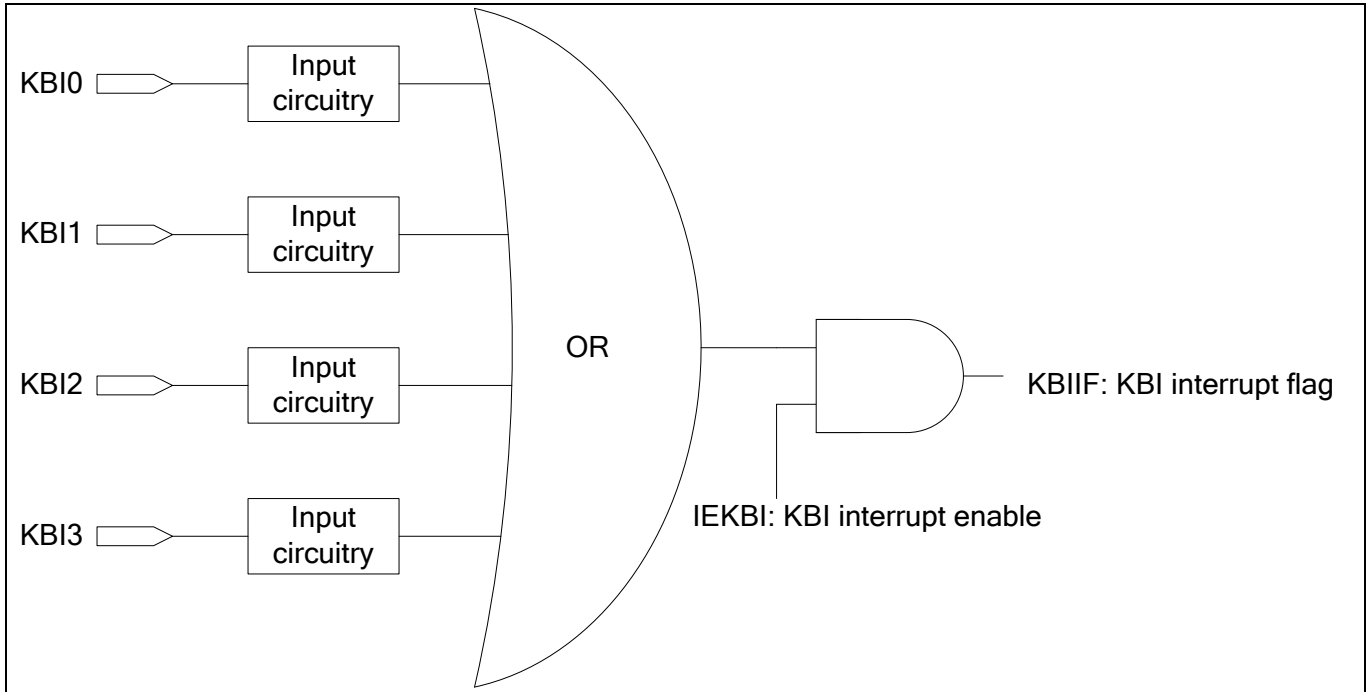 KBI0
Input
circuitry
KBI1
Input
circuitry
KBI2
Input
circuitry
KBI3
Input
circuitry
OR
KBIIF: KBI interrupt flag
IEKBI: KBI interrupt enable